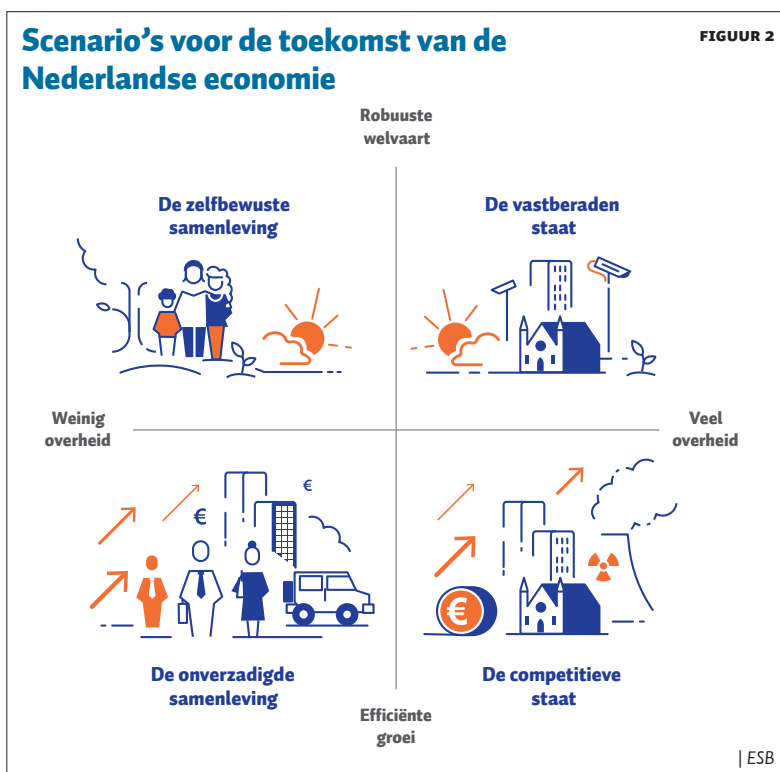 Scenario's voor de toekomst van de
Nederlandse economie
FIGUUR 2
Robuuste
welvaart
De zelfbewuste
samenleving
De vastberaden
staat
Weinig
overheid
Veel
overheid
€
€
€
De onverzadigde
samenleving
De competitieve
staat
Efficiënte
groei
| ESB